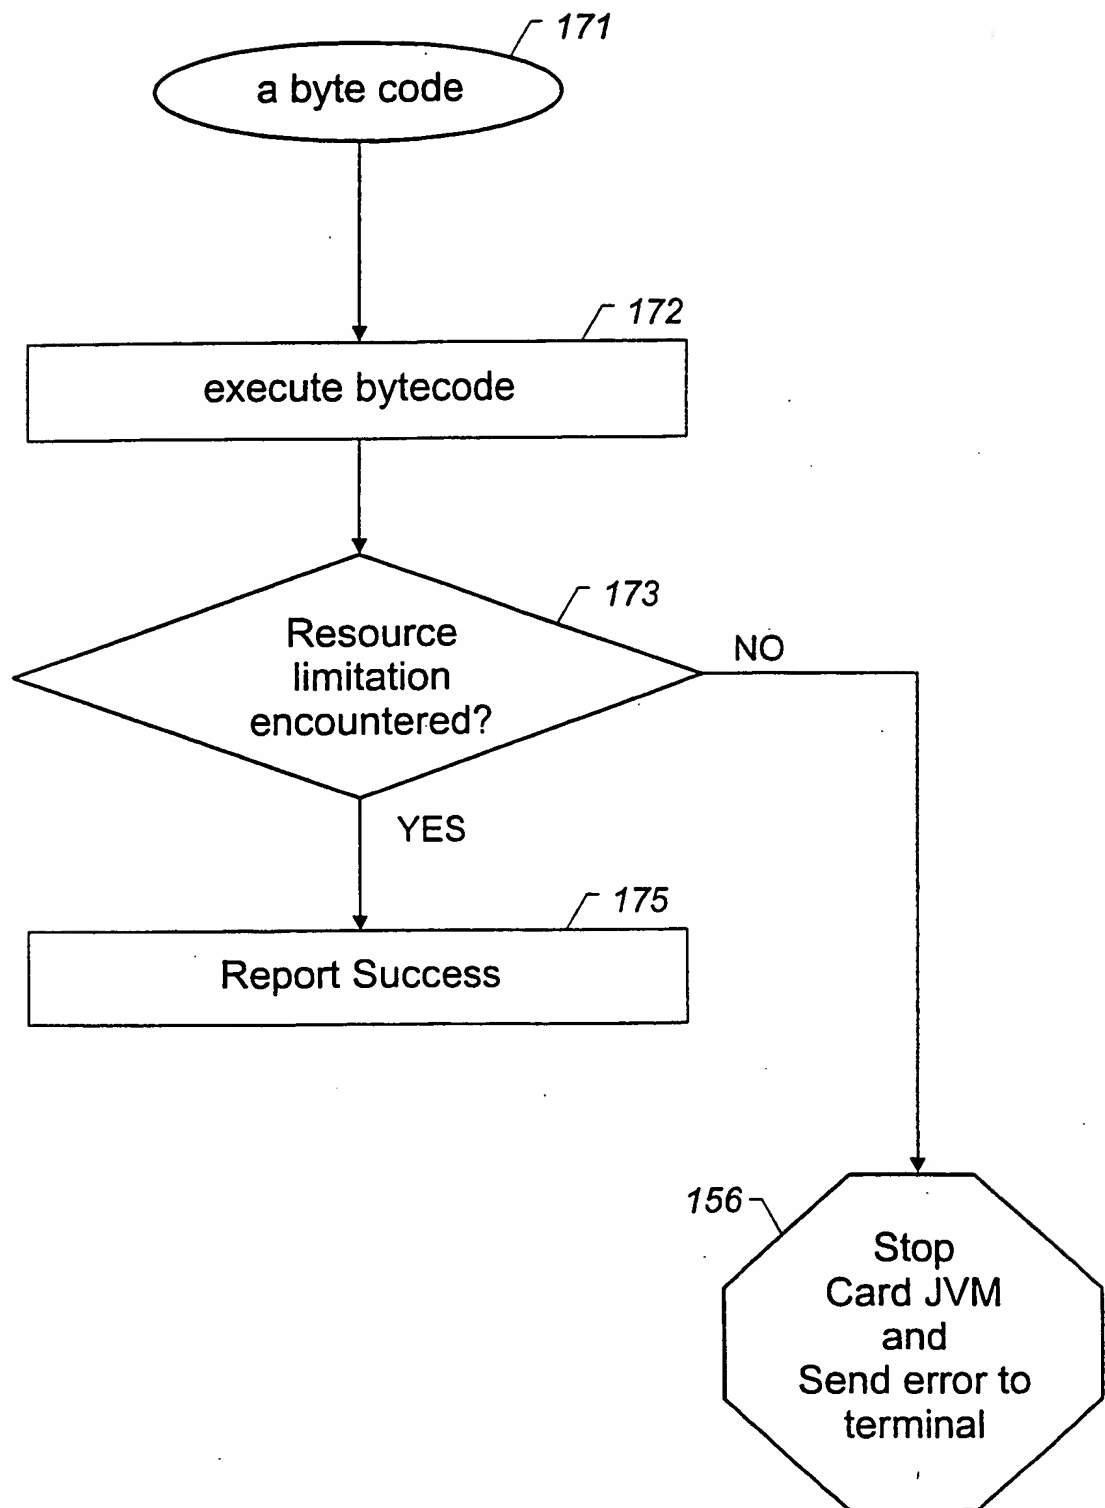 171
a byte code
172
execute bytecode
173
Resource
limitation
encountered?
NO
YES
175
Report Success
156
Stop
Card JVM
and
Send error to
terminal